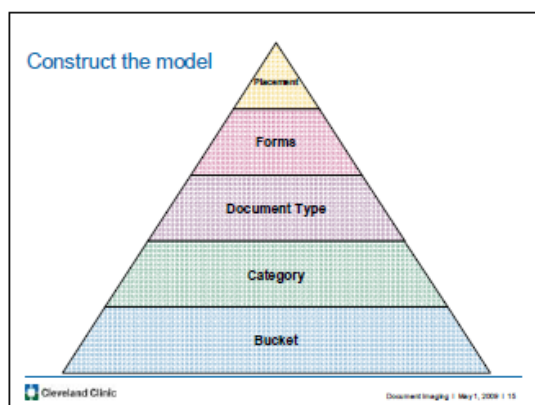 Construct the model
Placement
Forms
Document Type
Category
Bucket
Cleveland Clinic
Document Imaging I May 1, 2009 I 15